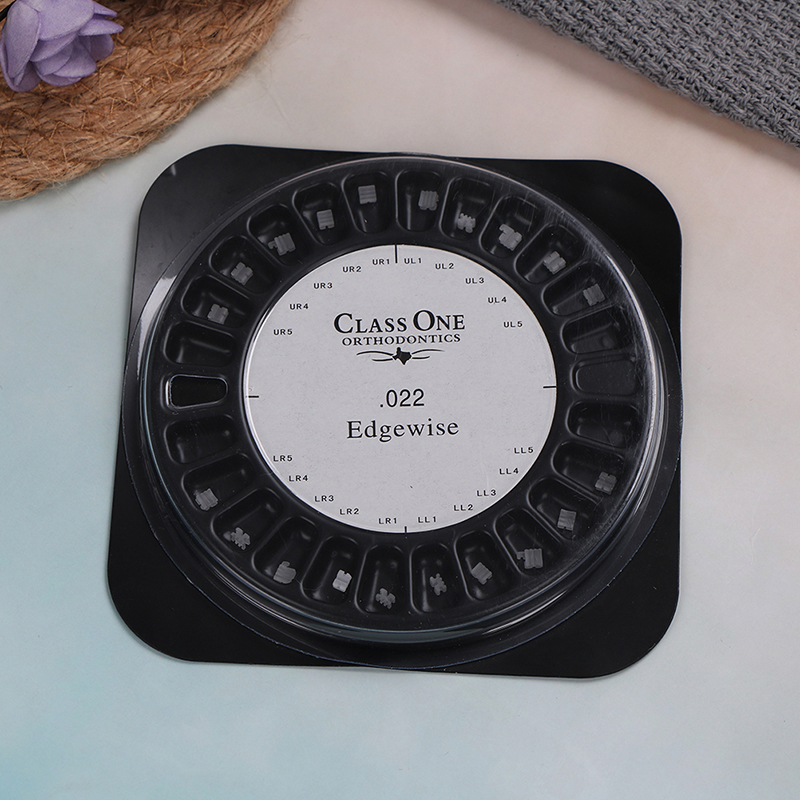 UR1 UL1
UR2 UL2
UR3 UL3
UR4 UL4
UR5 UL5
CLASS ONE
ORTHODONTICS
.022
Edgewise
LR5 LL5
LR4 LL4
LR3 LL3
LR2 LL2
LR1 LL1